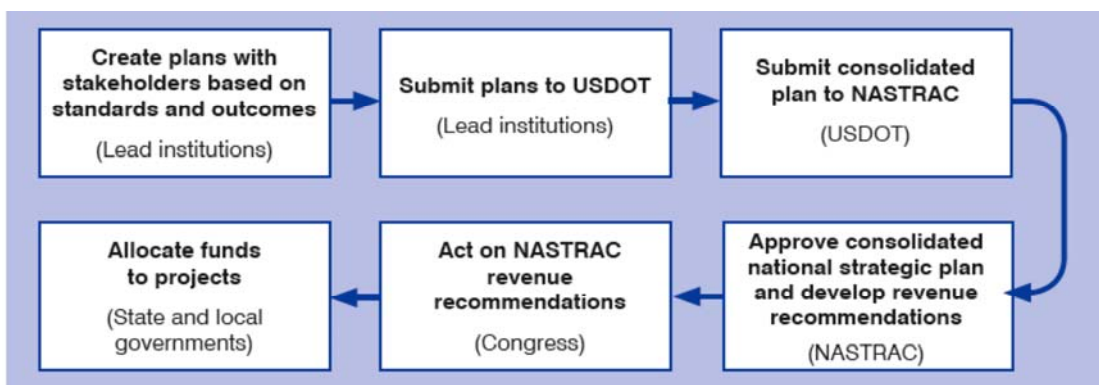 Create plans with
stakeholders based on
standards and outcomes
(Lead institutions)
Submit plans to USDOT
(Lead institutions)
Submit consolidated
plan to NASTRAC
(USDOT)
Approve consolidated
national strategic plan
and develop revenue
recommendations
(NASTRAC)
Act on NASTRAC
revenue
recommendations
(Congress)
Allocate funds
to projects
(State and local
governments)